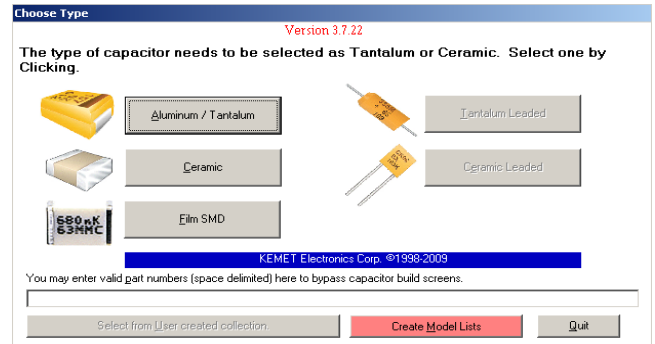 Choose Type
Version 3.7.22
The type of capacitor needs to be selected as Tantalum or Ceramic. Select one by
Clicking.
Aluminum / Tantalum
Tantalum Leaded
Ceramic
Ceramic Leaded
680nK
63MMC
Film SMD
KEMET Electronics Corp. ©1998-2009
You may enter valid part numbers (space delimited) here to bypass capacitor build screens.
Select from User created collection
Create Model Lists
Quit